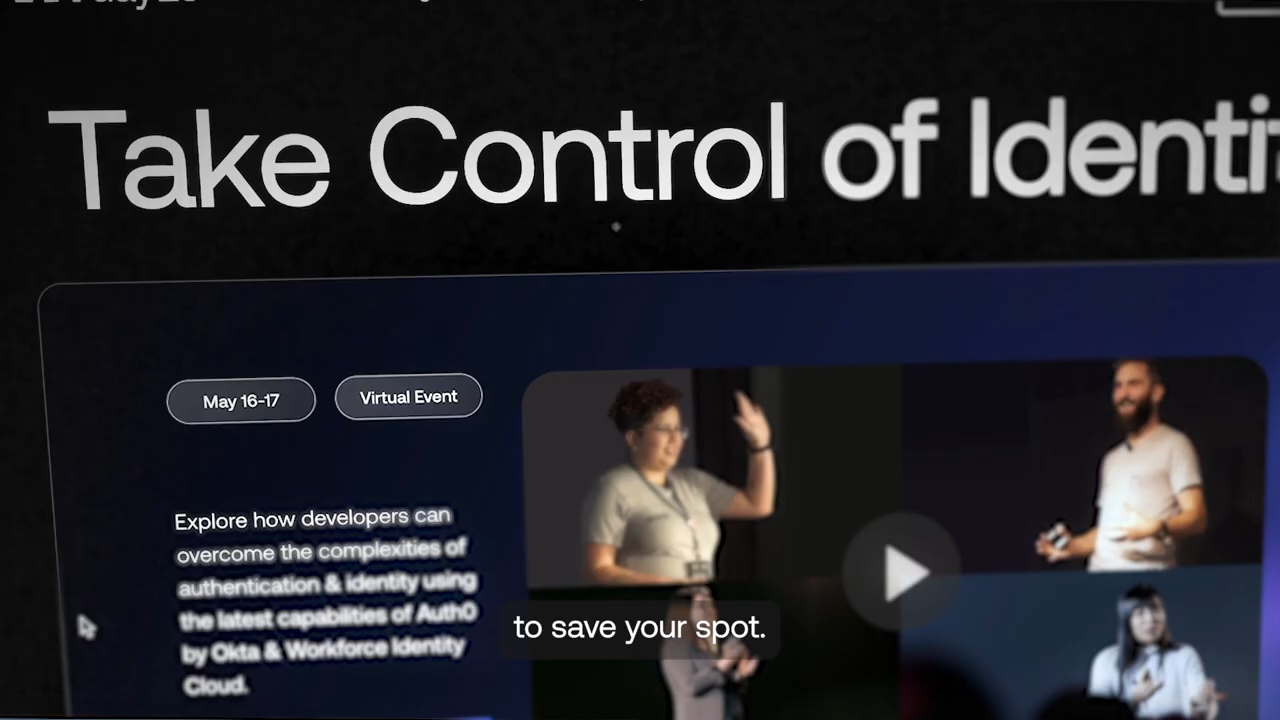 Take Control of Identi
May 16-17
Virtual Event
Explore how developers can
overcome the complexities of
authentication & identity using
the latest capabilities of Auth0
by Okta & Workforce Identity
Cloud.
to save your spot.